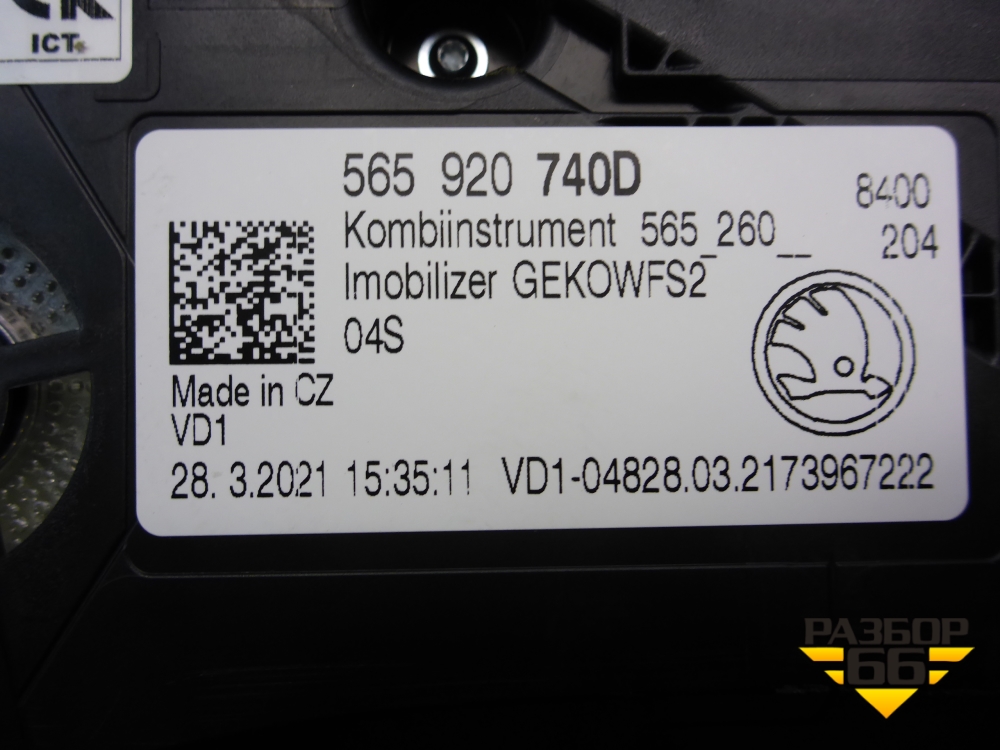 ICT
565 920 740D
8400
Kombiinstrument 565_260__
204
Imobilizer GEKOWFS2
04S
Made in CZ
VD1
28. 3.2021 15:35:11 VD1-04828.03.2173967222
РАЗБОР
66